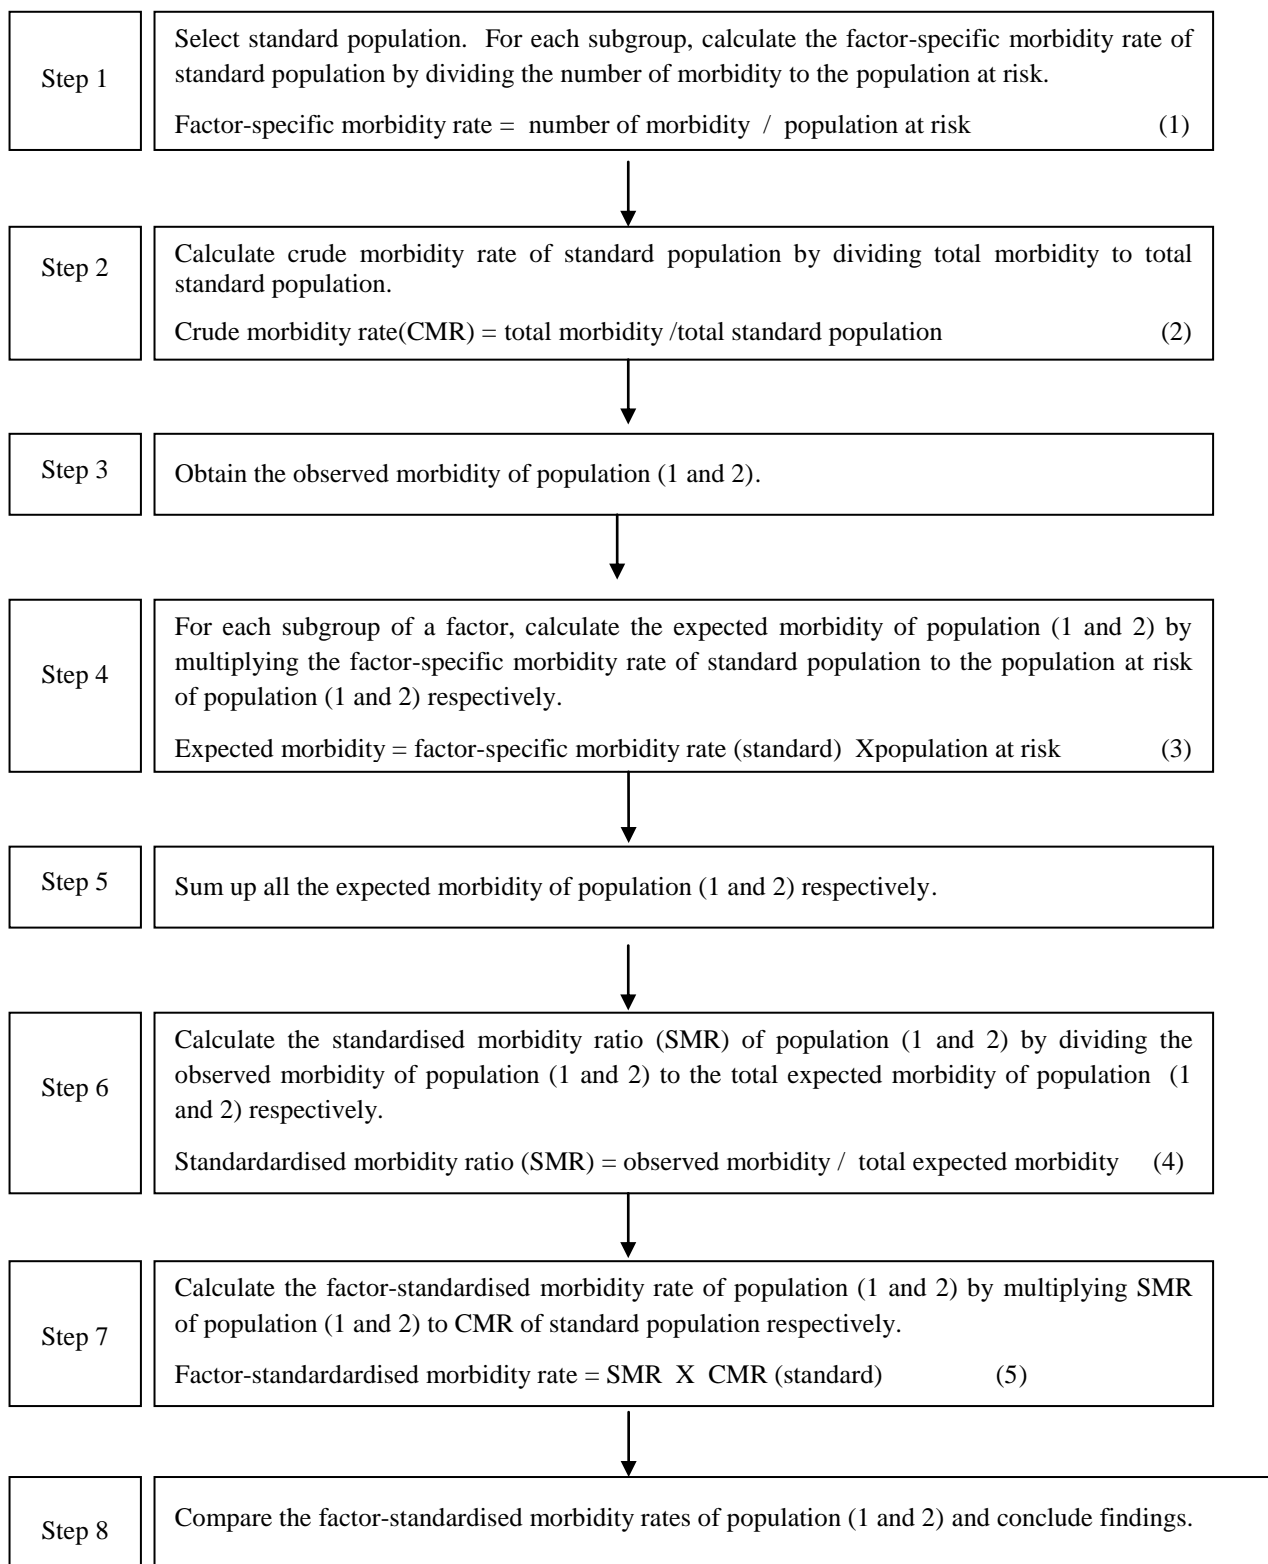 Step 1
Select standard population. For each subgroup, calculate the factor-specific morbidity rate of
standard population by dividing the number of morbidity to the population at risk.
Factor-specific morbidity rate = number of morbidity / population at risk (1)
Step 2
Calculate crude morbidity rate of standard population by dividing total morbidity to total
standard population.
Crude morbidity rate(CMR) = total morbidity /total standard population (2)
Step 3
Obtain the observed morbidity of population (1 and 2).
Step 4
For each subgroup of a factor, calculate the expected morbidity of population (1 and 2) by
multiplying the factor-specific morbidity rate of standard population to the population at risk
of population (1 and 2) respectively.
Expected morbidity = factor-specific morbidity rate (standard) Xpopulation at risk (3)
Step 5
Sum up all the expected morbidity of population (1 and 2) respectively.
Step 6
Calculate the standardised morbidity ratio (SMR) of population (1 and 2) by dividing the
observed morbidity of population (1 and 2) to the total expected morbidity of population (1
and 2) respectively.
Standardardised morbidity ratio (SMR) = observed morbidity / total expected morbidity (4)
Step 7
Calculate the factor-standardised morbidity rate of population (1 and 2) by multiplying SMR
of population (1 and 2) to CMR of standard population respectively.
Factor-standardardised morbidity rate = SMR X CMR (standard) (5)
Step 8
Compare the factor-standardised morbidity rates of population (1 and 2) and conclude findings.